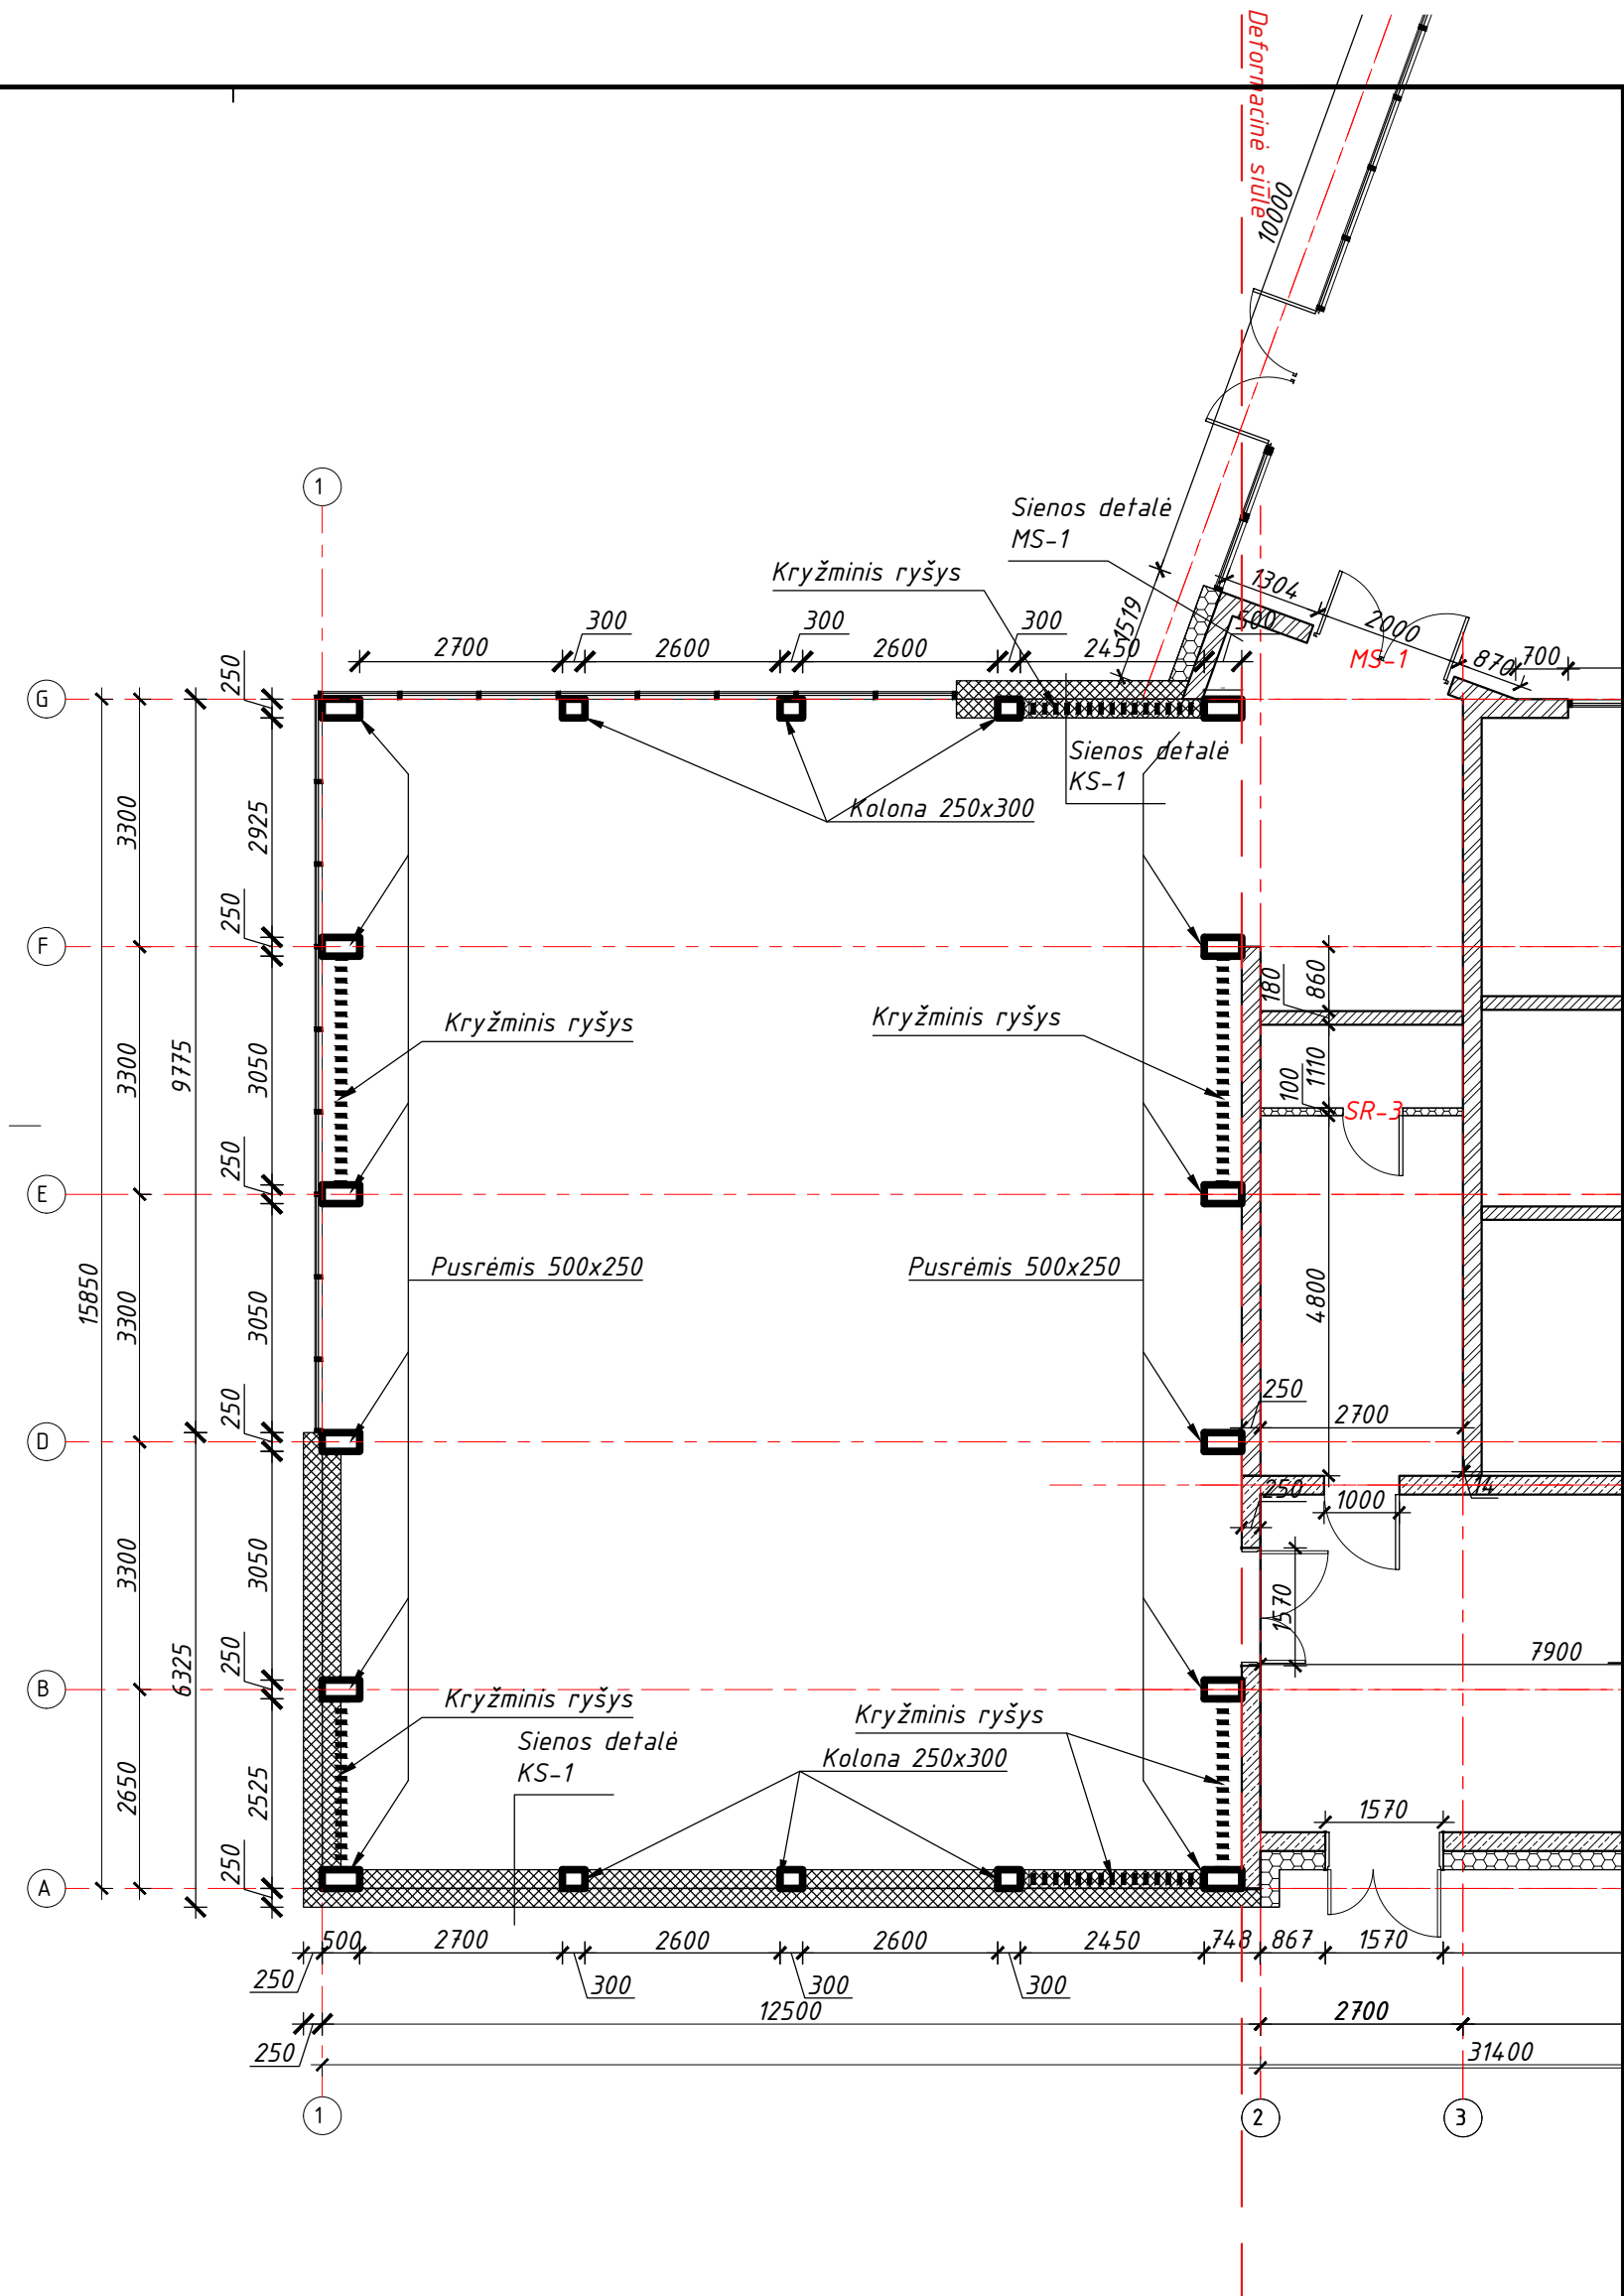 Deformacinė siūlė
10000
1
Sienos detalė
MS-1
Kryžminis ryšys
1519
1304
500
2000
MS-1
870
700
2700
300
2600
300
2600
300
2450
250
G
Sienos detalė
KS-1
Kolona 250x300
3300
2925
250
F
180
860
Kryžminis ryšys
Kryžminis ryšys
3300
9775
3050
100
1110
SR-3
250
E
Pusrėmis 500x250
Pusrėmis 500x250
15850
3300
3050
4800
250
250
2700
D
250
1000
14
3300
3050
1570
250
6325
7900
B
Kryžminis ryšys
Sienos detalė
KS-1
Kryžminis ryšys
Kolona 250x300
2650
2525
1570
250
A
500
2700
2600
2600
2450
748
867
1570
250
300
300
300
12500
2700
250
31400
1
2
3